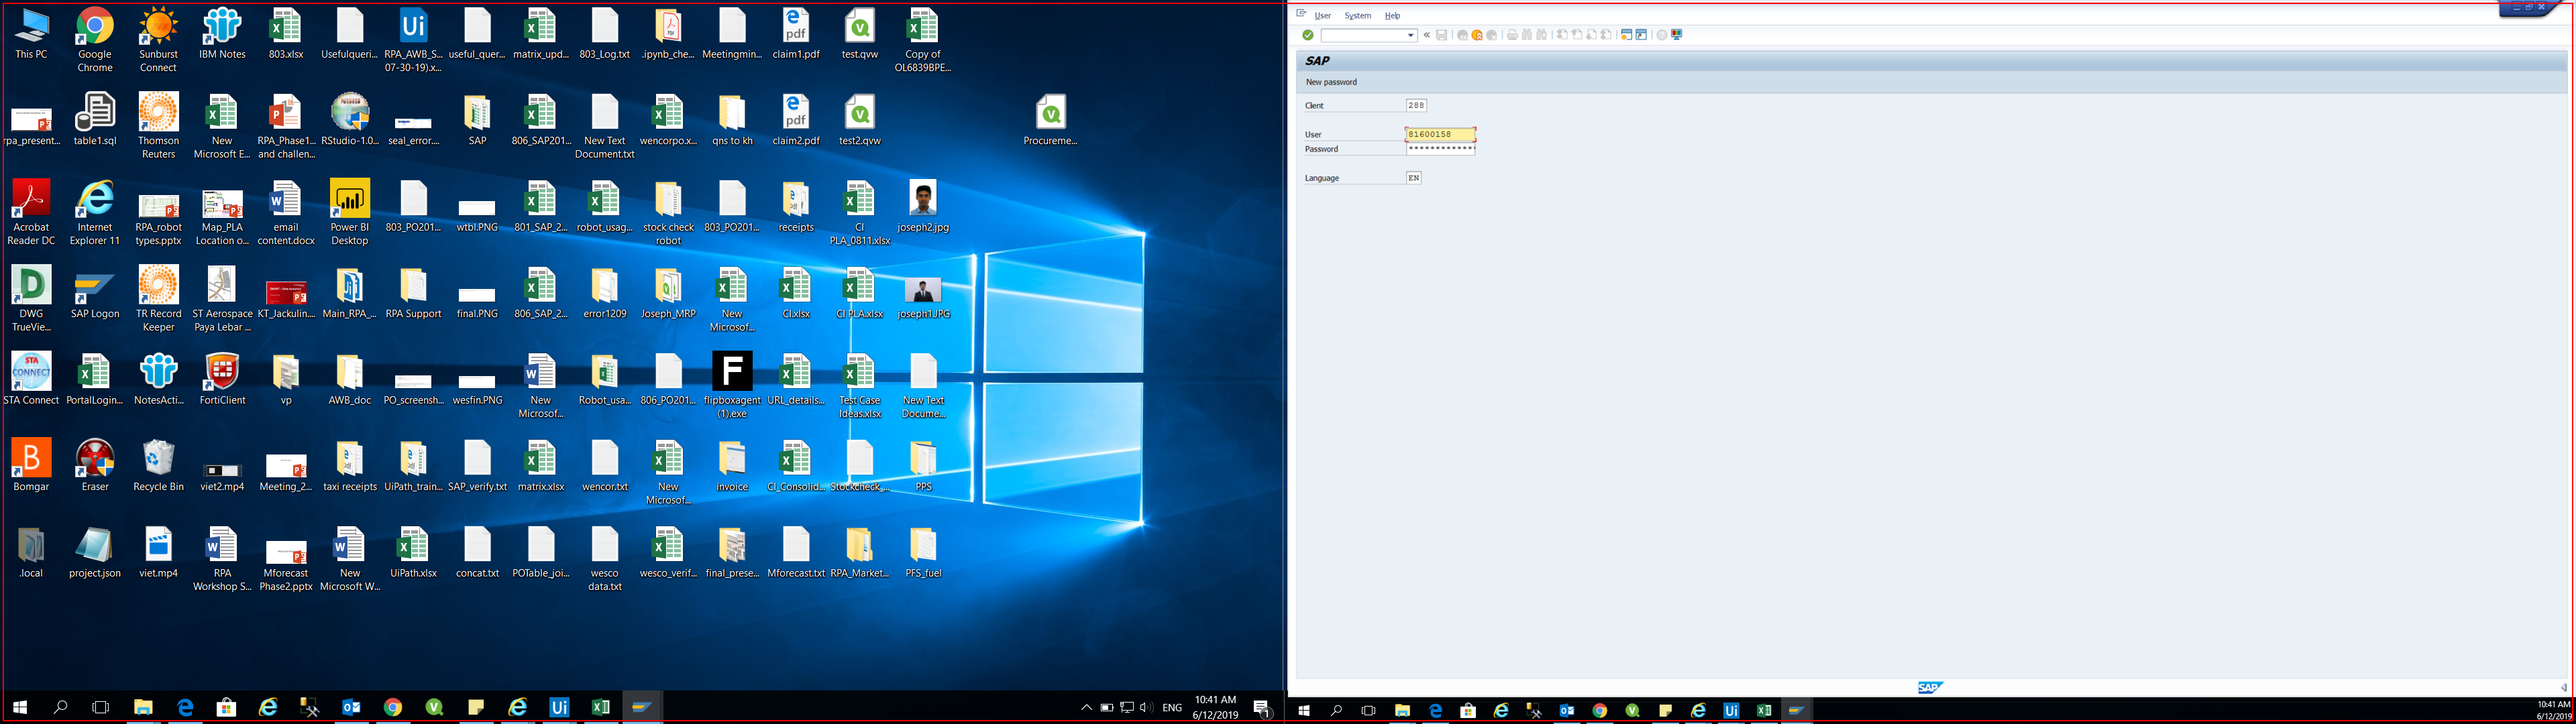 This PC
Google
Chrome
Sunburst
Connect
IBM Notes
803.xlsx
Usefulqueri...
RPA_AWB_S...
07-30-19).x...
useful_quer...
matrix_upd...
803_Log.txt
.ipynb_che...
Meetingmin...
claim1.pdf
test.qvw
Copy of
OL6839BPE...
rpa_present...
table1.sql
Thomson
Reuters
New
Microsoft E...
RPA_Phase1...
and challen...
RStudio-1.0...
seal_error....
SAP
806_SAP201...
New Text
Document.txt
wencorpo.x...
qns to kh
claim2.pdf
test2.qvw
Procureme...
Acrobat
Reader DC
Internet
Explorer 11
RPA_robot
types.pptx
Map_PLA
Location o...
email
content.docx
Power BI
Desktop
803_PO201...
wtbl.PNG
801_SAP_2...
robot_usag...
stock check
robot
803_PO201...
receipts
CI
PLA_0811.xlsx
joseph2.jpg
DWG
TrueVie...
SAP Logon
TR Record
Keeper
ST Aerospace
Paya Lebar ...
KT_Jackulin....
Main_RPA_...
RPA Support
final.PNG
806_SAP_2...
error1209
Joseph_MRP
New
Microsof...
CI.xlsx
CI PLA.xlsx
joseph1.JPG
STA
CONNECT
STA Connect
PortalLogin...
NotesActi...
FortiClient
vp
AWB_doc
PO_screensh...
wesfin.PNG
New
Microsof...
Robot_usa...
806_PO201...
flipboxagent
(1).exe
URL_details...
Test Case
Ideas.xlsx
New Text
Docume...
Bomgar
Eraser
Recycle Bin
viet2.mp4
Meeting_2...
taxi receipts
UiPath_train...
SAP_verify.txt
matrix.xlsx
wencor.txt
New
Microsof...
invoice
CI_Consolid...
Stockcheck_...
PPS
.local
project.json
viet.mp4
RPA
Workshop S...
Mforecast
Phase2.pptx
New
Microsoft W...
UiPath.xlsx
concat.txt
POTable_joi...
wesco
data.txt
wesco_verif...
final_prese...
Mforecast.txt
RPA_Market...
PFS_fuel
ENG
10:41 AM
6/12/2019
1
User System Help
SAP
New password
Client 288
User 81600158
Password *************
Language EN
SAP
10:41 AM
6/12/2019